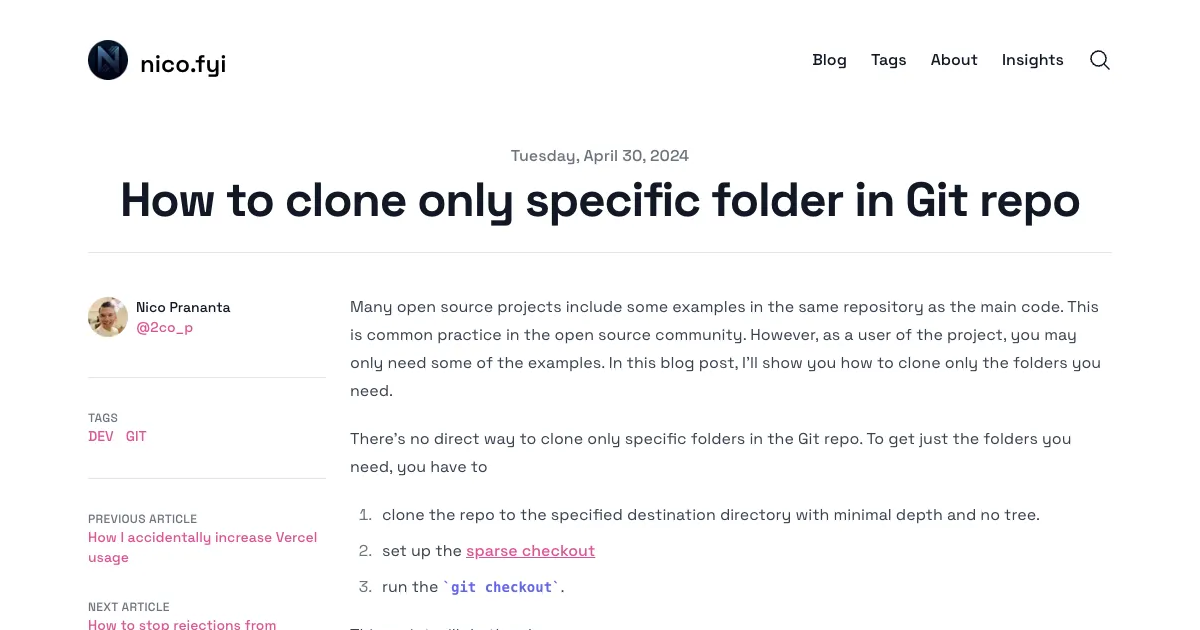 nico.fyi
Blog Tags About Insights
Tuesday, April 30, 2024
How to clone only specific folder in Git repo
Nico Prananta
@2co_p
TAGS
DEV GIT
PREVIOUS ARTICLE
How I accidentally increase Vercel
usage
NEXT ARTICLE
How to stop rejections from
Many open source projects include some examples in the same repository as the main code. This
is common practice in the open source community. However, as a user of the project, you may
only need some of the examples. In this blog post, I'll show you how to clone only the folders you
need.
There's no direct way to clone only specific folders in the Git repo. To get just the folders you
need, you have to
1. clone the repo to the specified destination directory with minimal depth and no tree.
2. set up the sparse checkout
3. run the `git checkout`.